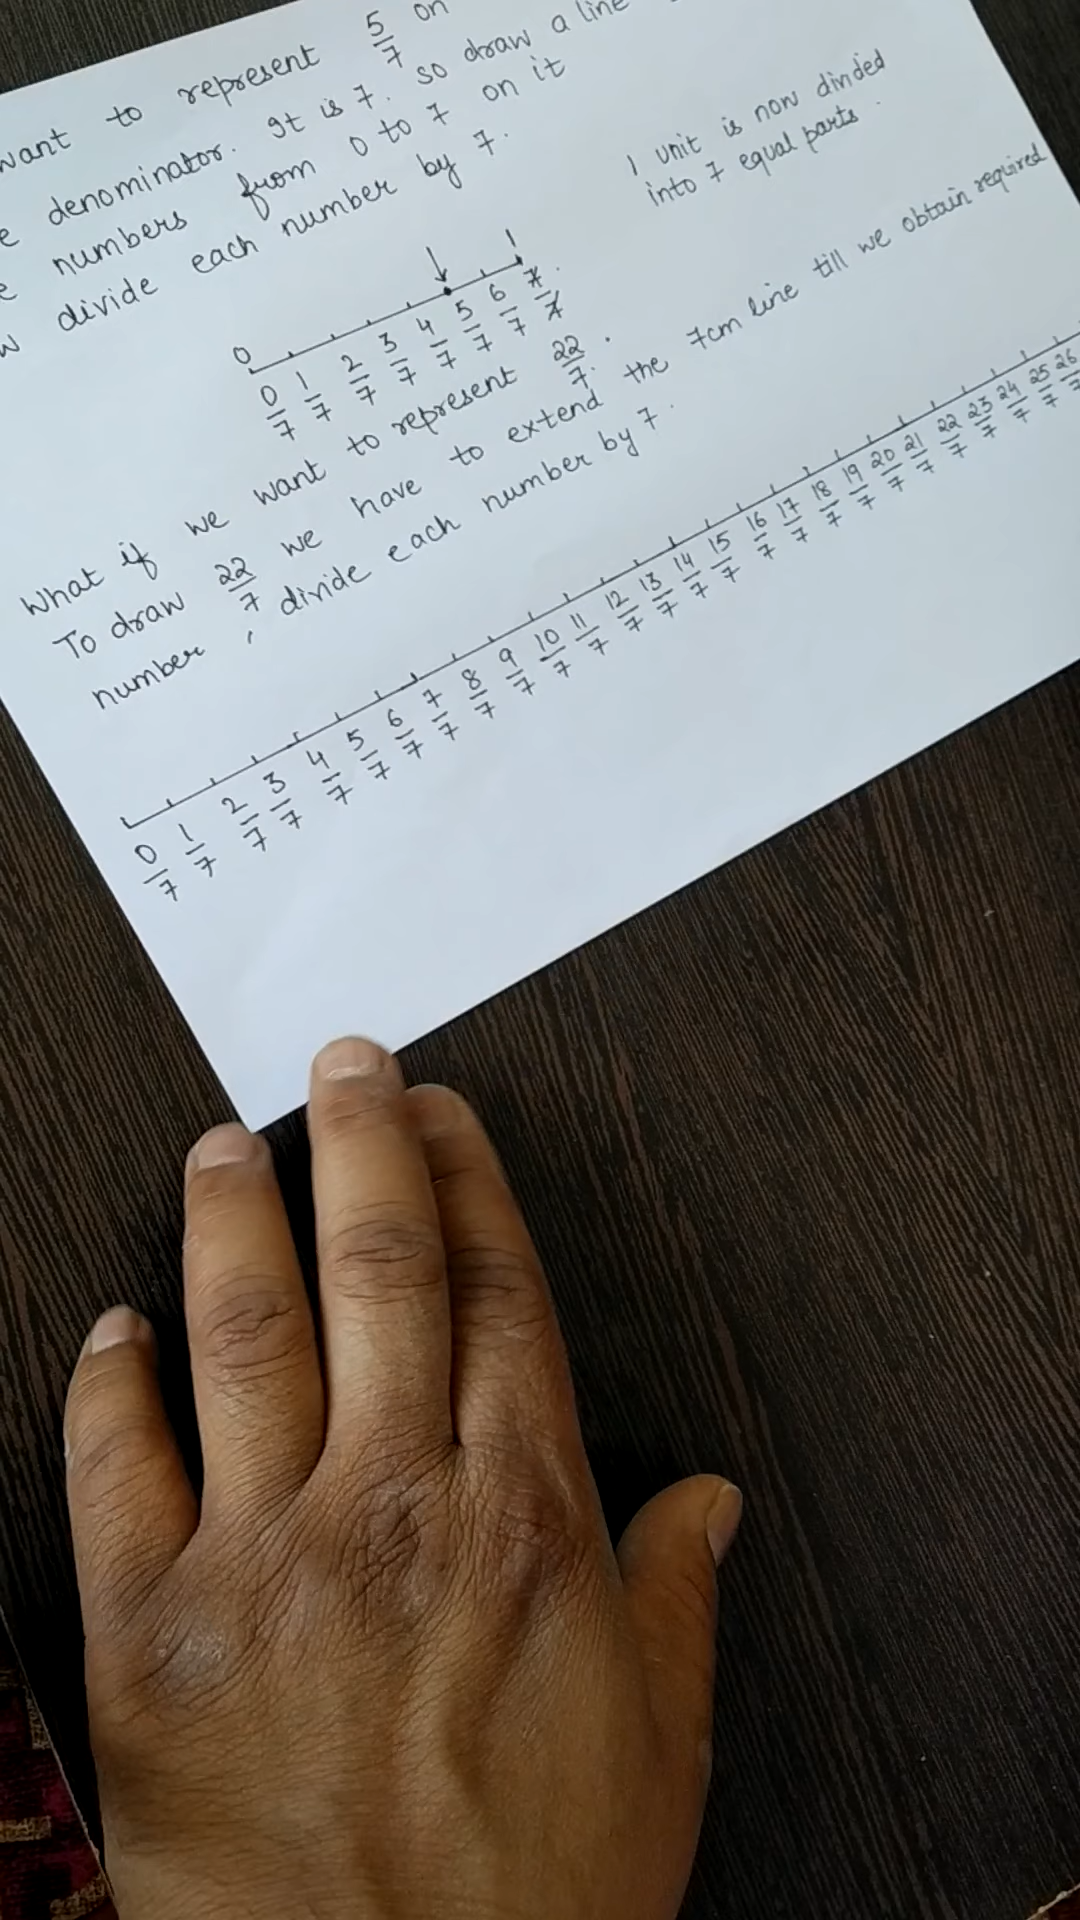 want to represent 5/7 on
denominator. It is 7. so draw a line
numbers from 0 to 7 on it
divide each number by 7.
1 unit is now divided
into 7 equal parts.
0 1
0/7 1/7 2/7 3/7 4/7 5/7 6/7 7/7.
What if we want to represent 22/7.
To draw 22/7 we have to extend the 7cm line till we obtain required
number, divide each number by 7.
0/7 1/7 2/7 3/7 4/7 5/7 6/7 7/7 8/7 9/7 10/7 11/7 12/7 13/7 14/7 15/7 16/7 17/7 18/7 19/7 20/7 21/7 22/7 23/7 24/7 25/7 26/7